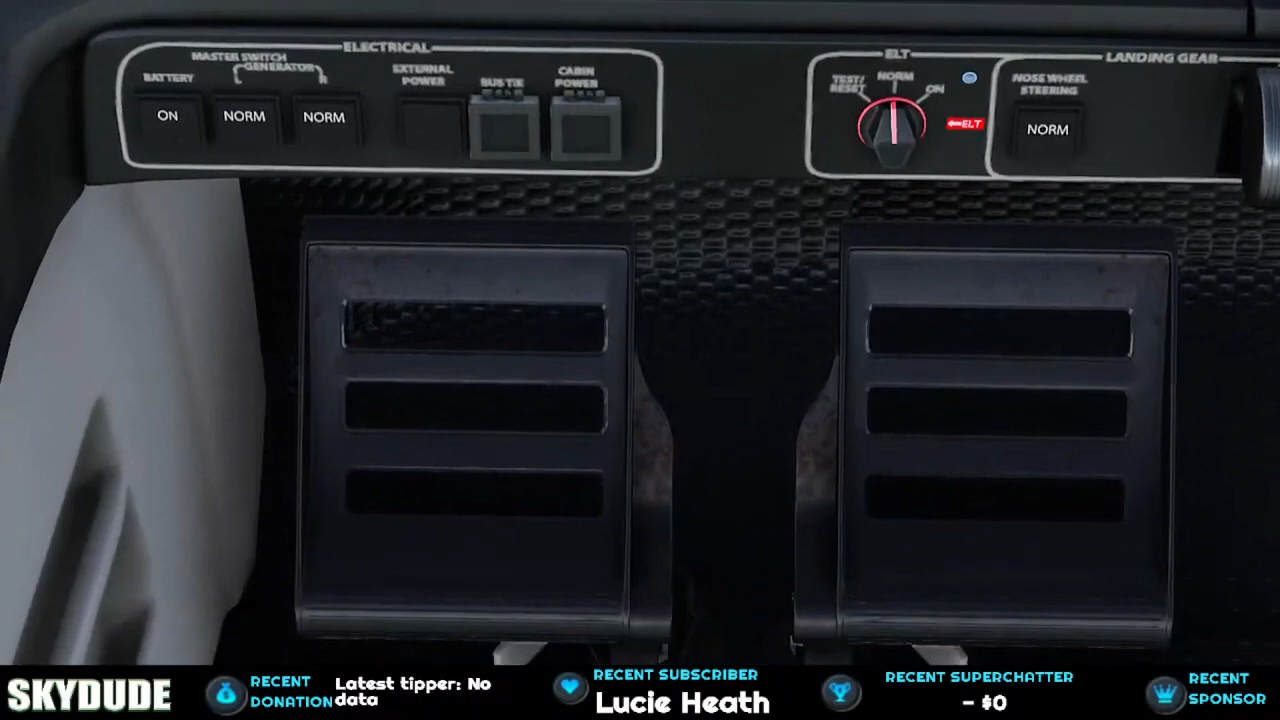 ELECTRICAL
MASTER SWITCH
GENERATOR
L R
BATTERY
ON
NORM
NORM
EXTERNAL
POWER
BUS TIE
CABIN
POWER
ELT
TEST/
RESET
NORM
ON
ELT
LANDING GEAR
NOSE WHEEL
STEERING
NORM
SKYDUDE
RECENT
DONATION
Latest tipper: No
data
RECENT SUBSCRIBER
Lucie Heath
RECENT SUPERCHATTER
- $0
RECENT
SPONSOR